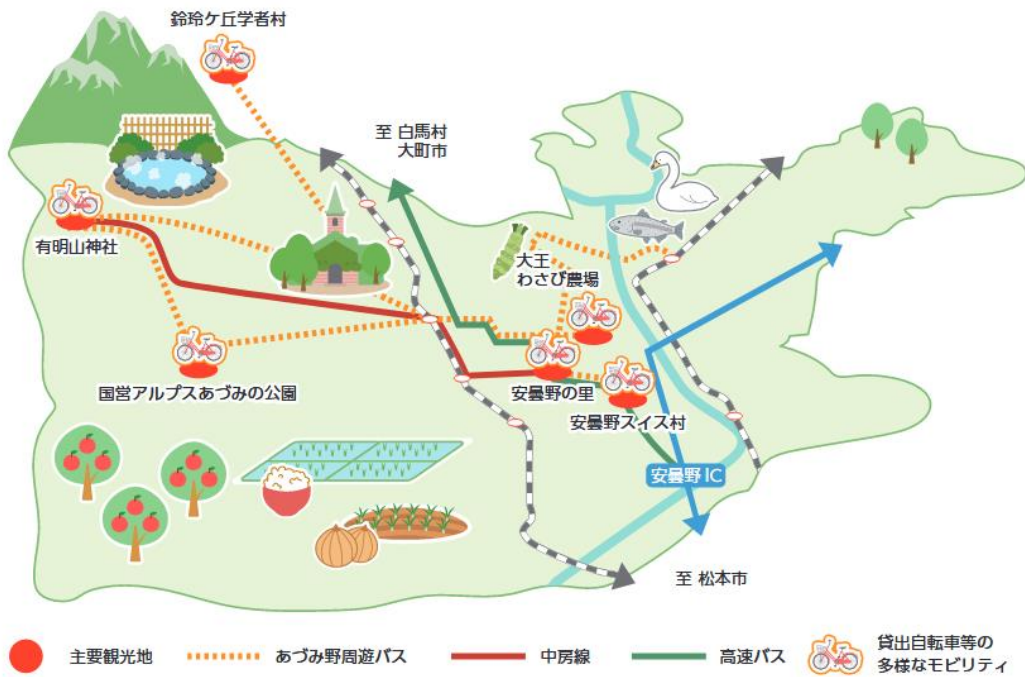 鈴玲ケ丘学者村
至 白馬村
大町市
有明山神社
大王
わさび農場
国営アルプスあづみの公園
安曇野の里
安曇野スイス村
安曇野IC
至 松本市
主要観光地
あづみ野周遊バス
中房線
高速バス
貸出自転車等の
多様なモビリティ